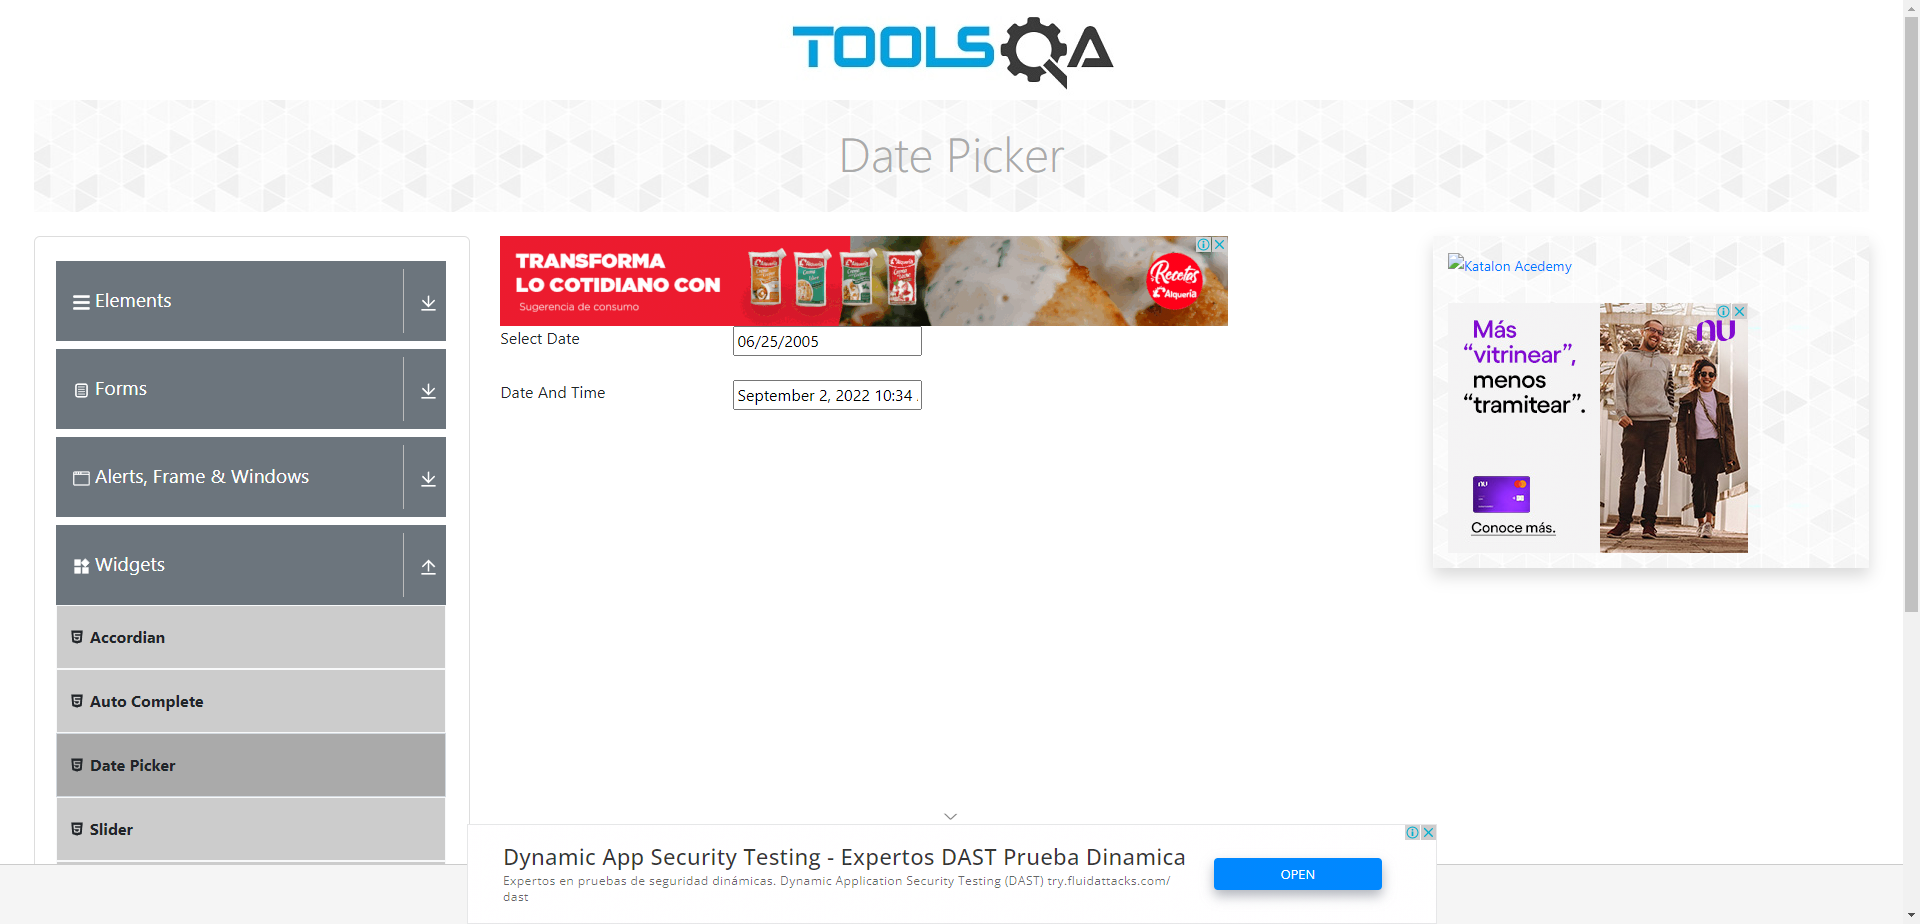 TOOLSQA
Date Picker
Elements
Forms
Alerts, Frame & Windows
Widgets
Accordian
Auto Complete
Date Picker
Slider
TRANSFORMA
LO COTIDIANO CON
Sugerencia de consumo
Recetas
Alquería
Select Date
06/25/2005
Date And Time
September 2, 2022 10:34
Katalon Acedemy
Más
“vitrinear”,
menos
“tramitear”.
nu
nu
Conoce más.
Dynamic App Security Testing - Expertos DAST Prueba Dinamica
Expertos en pruebas de seguridad dinámicas. Dynamic Application Security Testing (DAST) try.fluidattacks.com/
dast
OPEN